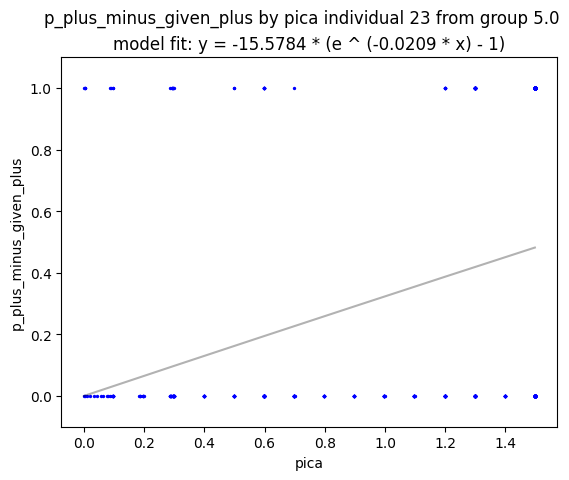 p_plus_minus_given_plus by pica individual 23 from group 5.0
model fit: y = -15.5784 * (e ^ (-0.0209 * x) - 1)
p_plus_minus_given_plus
1.0
0.8
0.6
0.4
0.2
0.0
0.0 0.2 0.4 0.6 0.8 1.0 1.2 1.4
pica